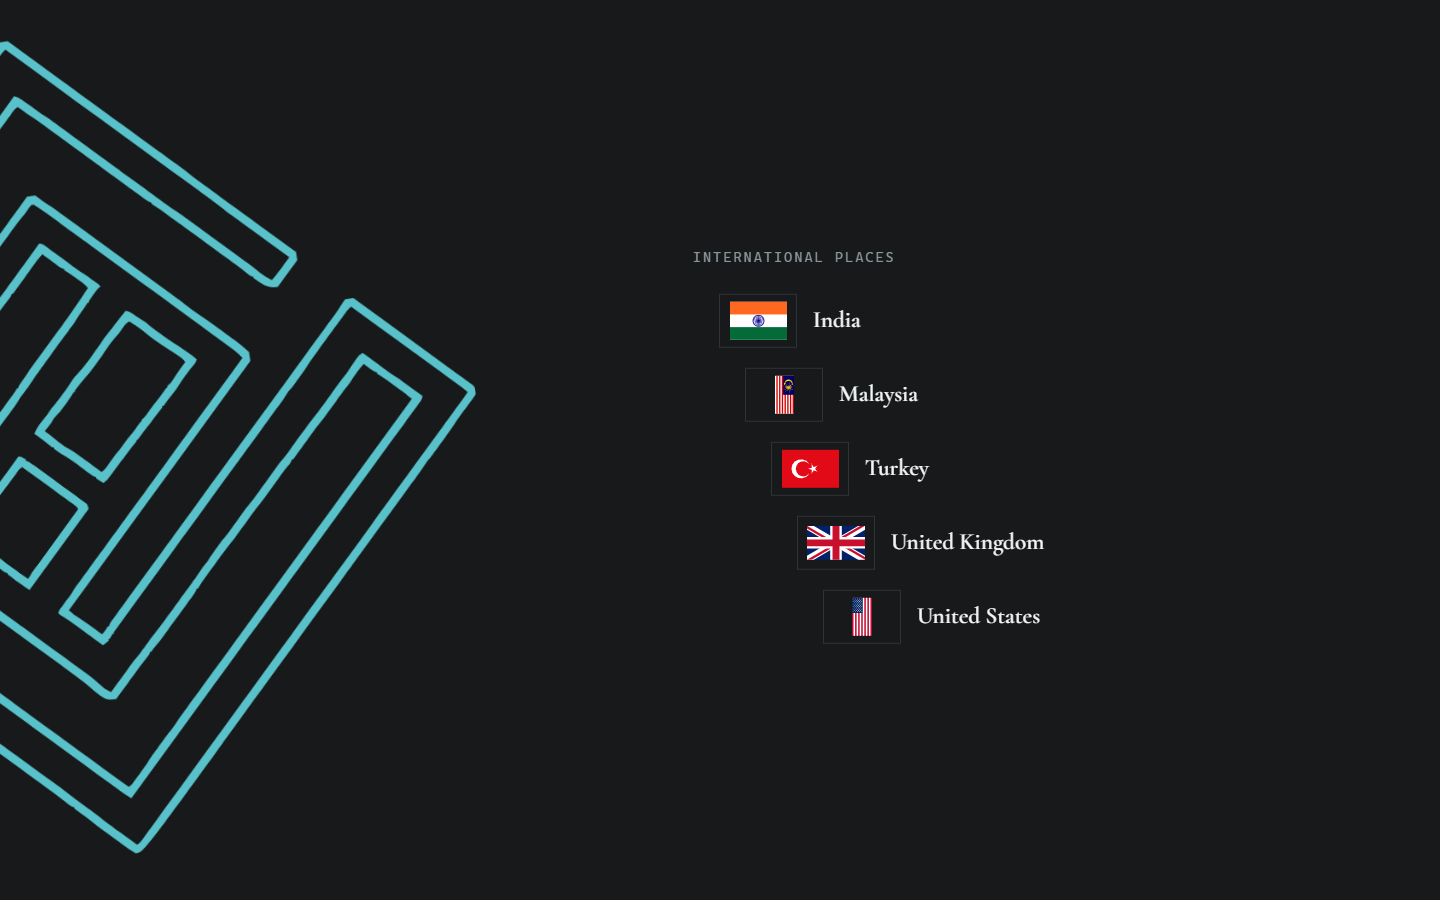 INTERNATIONAL PLACES
India
Malaysia
Turkey
United Kingdom
United States